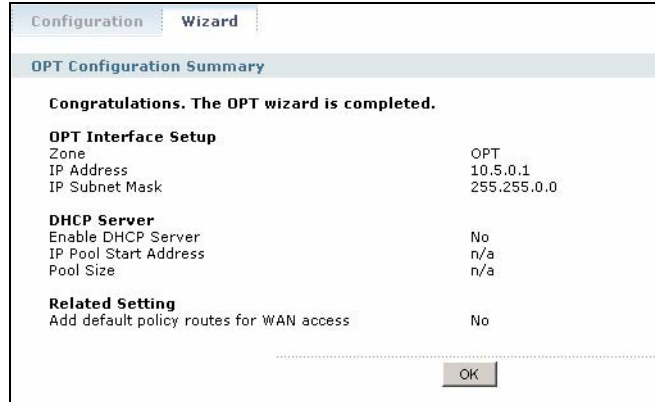 Configuration Wizard
OPT Configuration Summary
Congratulations. The OPT wizard is completed.
OPT Interface Setup
Zone OPT
IP Address 10.5.0.1
IP Subnet Mask 255.255.0.0
DHCP Server
Enable DHCP Server No
IP Pool Start Address n/a
Pool Size n/a
Related Setting
Add default policy routes for WAN access No
OK